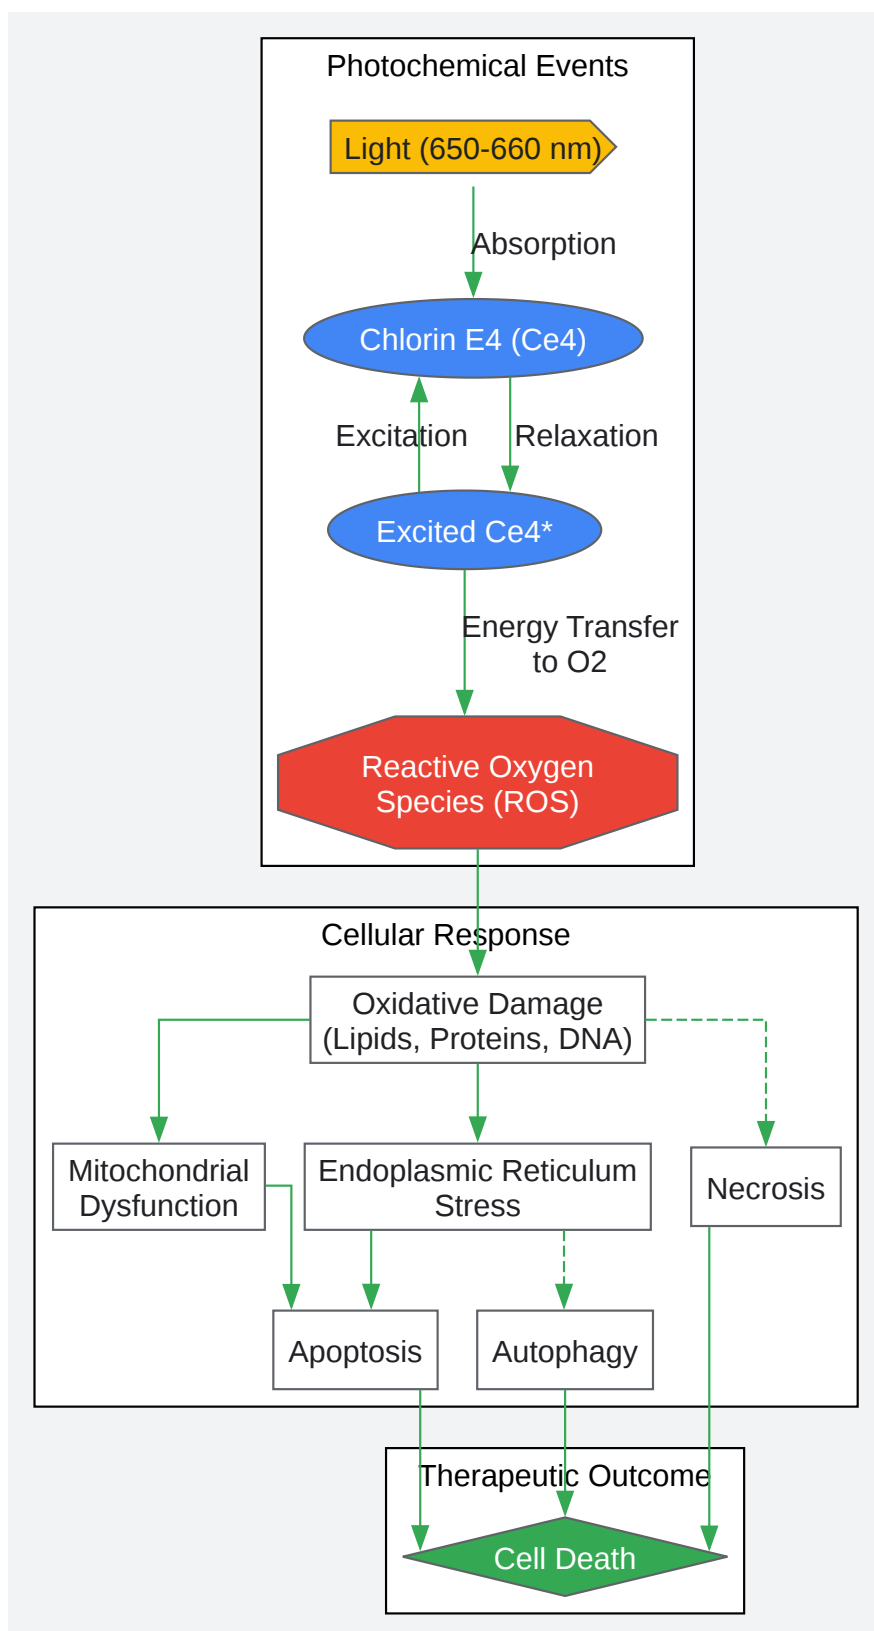 Photochemical Events
Light (650-660 nm)
Absorption
Chlorin E4 (Ce4)
Excitation
Relaxation
Excited Ce4*
Energy Transfer
to O2
Reactive Oxygen
Species (ROS)
Cellular Response
Oxidative Damage
(Lipids, Proteins, DNA)
Mitochondrial
Dysfunction
Endoplasmic Reticulum
Stress
Necrosis
Apoptosis
Autophagy
Therapeutic Outcome
Cell Death